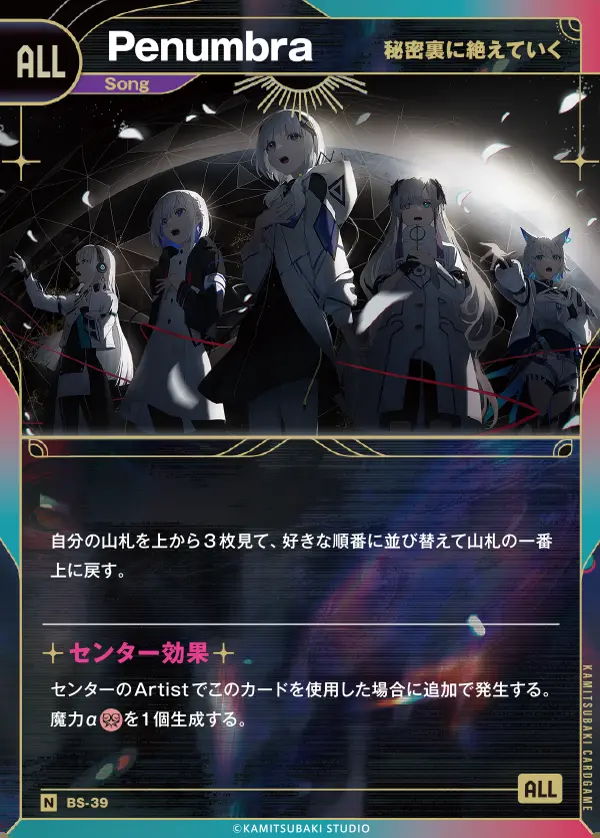 ALL
Penumbra
秘密裏に絶えていく
Song
自分の山札を上から3枚見て、好きな順番に並び替えて山札の一番
上に戻す。
センター効果
センターのArtistでこのカードを使用した場合に追加で発生する。
魔力αを1個生成する。
KAMITSUBAKI CARDGAME
ALL
N BS-39
©KAMITSUBAKI STUDIO